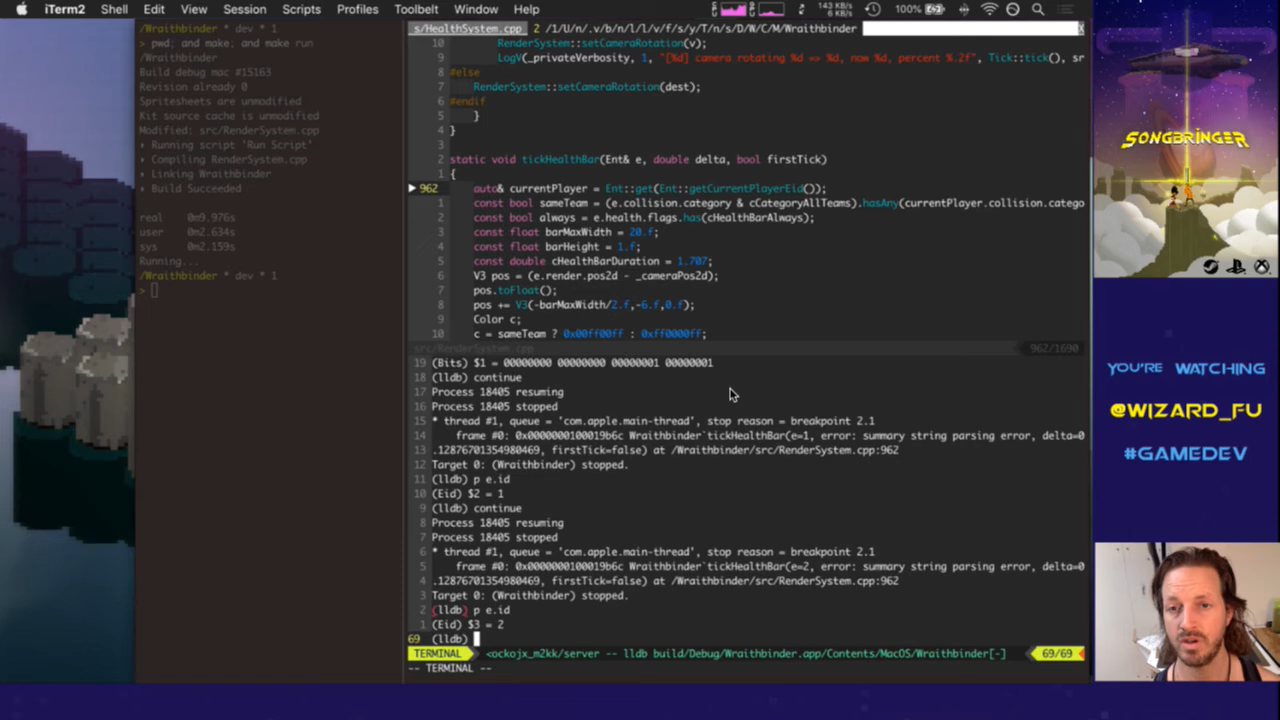 iTerm2 Shell Edit View Session Scripts Profiles Toolbelt Window Help
143 KB/s
6 KB/s
100%
/Wraithbinder * dev * 1
> pwd; and make; and make run
/Wraithbinder
Build debug mac #15163
Revision already 0
Spritesheets are unmodified
Kit source cache is unmodified
Modified: src/RenderSystem.cpp
› Running script 'Run Script'
› Compiling RenderSystem.cpp
› Linking Wraithbinder
› Build Succeeded
real 0m9.976s
user 0m2.634s
sys 0m2.159s
Running...
/Wraithbinder * dev * 1
>
s/HealthSystem.cpp 2 /1/U/n/.v/b/n/l/l/v/f/s/y/T/n/s/D/W/C/M/Wraithbinder
10 RenderSystem::setCameraRotation(v);
9 LogV(_privateVerbosity, 1, "[%d] camera rotating %d => %d, now %d, percent %.2f", Tick::tick(), sr
8 #else
7 RenderSystem::setCameraRotation(dest);
6 #endif
5 }
4 }
3
2 static void tickHealthBar(Ent& e, double delta, bool firstTick)
1 {
962 auto& currentPlayer = Ent::get(Ent::getCurrentPlayerEid());
1 const bool sameTeam = (e.collision.category & cCategoryAllTeams).hasAny(currentPlayer.collision.catego
2 const bool always = e.health.flags.has(cHealthBarAlways);
3 const float barMaxWidth = 20.f;
4 const float barHeight = 1.f;
5 const double cHealthBarDuration = 1.707;
6 V3 pos = (e.render.pos2d - _cameraPos2d);
7 pos.toFloat();
8 pos += V3(-barMaxWidth/2.f,-6.f,0.f);
9 Color c;
10 c = sameTeam ? 0x00ff00ff : 0xff0000ff;
src/RenderSystem.cpp 962/1690
19 (Bits) $1 = 00000000 00000000 00000001 00000001
18 (lldb) continue
17 Process 18405 resuming
16 Process 18405 stopped
15 * thread #1, queue = 'com.apple.main-thread', stop reason = breakpoint 2.1
14 frame #0: 0x0000000100019b6c Wraithbinder`tickHealthBar(e=1, error: summary string parsing error, delta=0
13 .12876701354980469, firstTick=false) at /Wraithbinder/src/RenderSystem.cpp:962
12 Target 0: (Wraithbinder) stopped.
11 (lldb) p e.id
10 (Eid) $2 = 1
9 (lldb) continue
8 Process 18405 resuming
7 Process 18405 stopped
6 * thread #1, queue = 'com.apple.main-thread', stop reason = breakpoint 2.1
5 frame #0: 0x0000000100019b6c Wraithbinder`tickHealthBar(e=2, error: summary string parsing error, delta=0
4 .12876701354980469, firstTick=false) at /Wraithbinder/src/RenderSystem.cpp:962
3 Target 0: (Wraithbinder) stopped.
2 (lldb) p e.id
1 (Eid) $3 = 2
69 (lldb)
TERMINAL <ockojx_m2kk/server -- lldb build/Debug/Wraithbinder.app/Contents/MacOS/Wraithbinder[-] 69/69
-- TERMINAL --
SONGBRINGER
YOU'RE WATCHING
@WIZARD_FU
#GAMEDEV